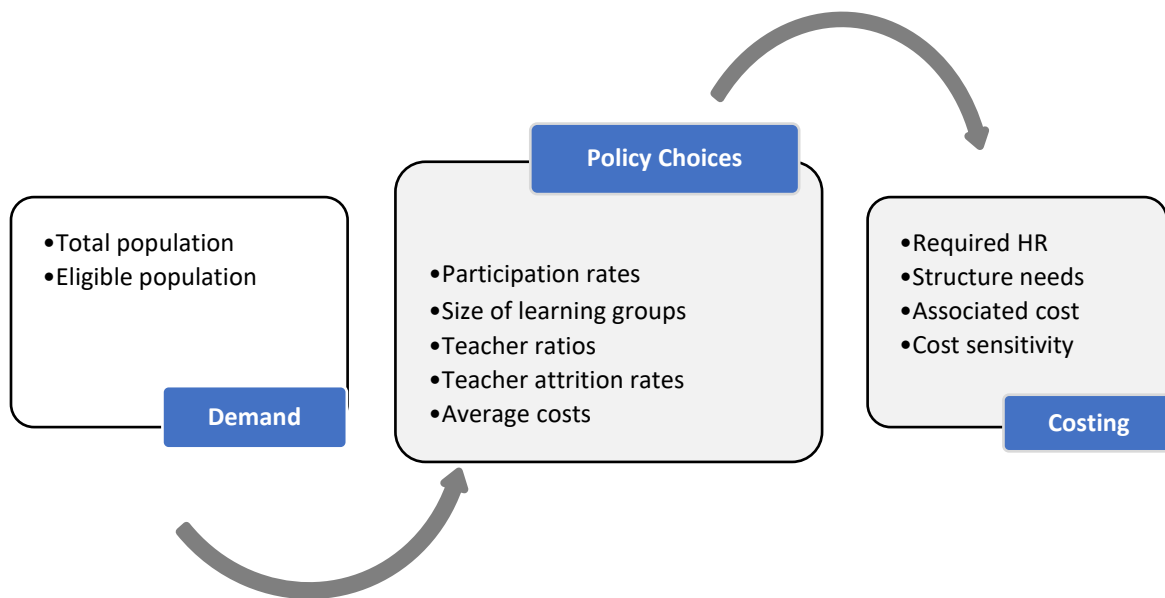 •Total population
•Eligible population
Demand
Policy Choices
•Participation rates
•Size of learning groups
•Teacher ratios
•Teacher attrition rates
•Average costs
•Required HR
•Structure needs
•Associated cost
•Cost sensitivity
Costing